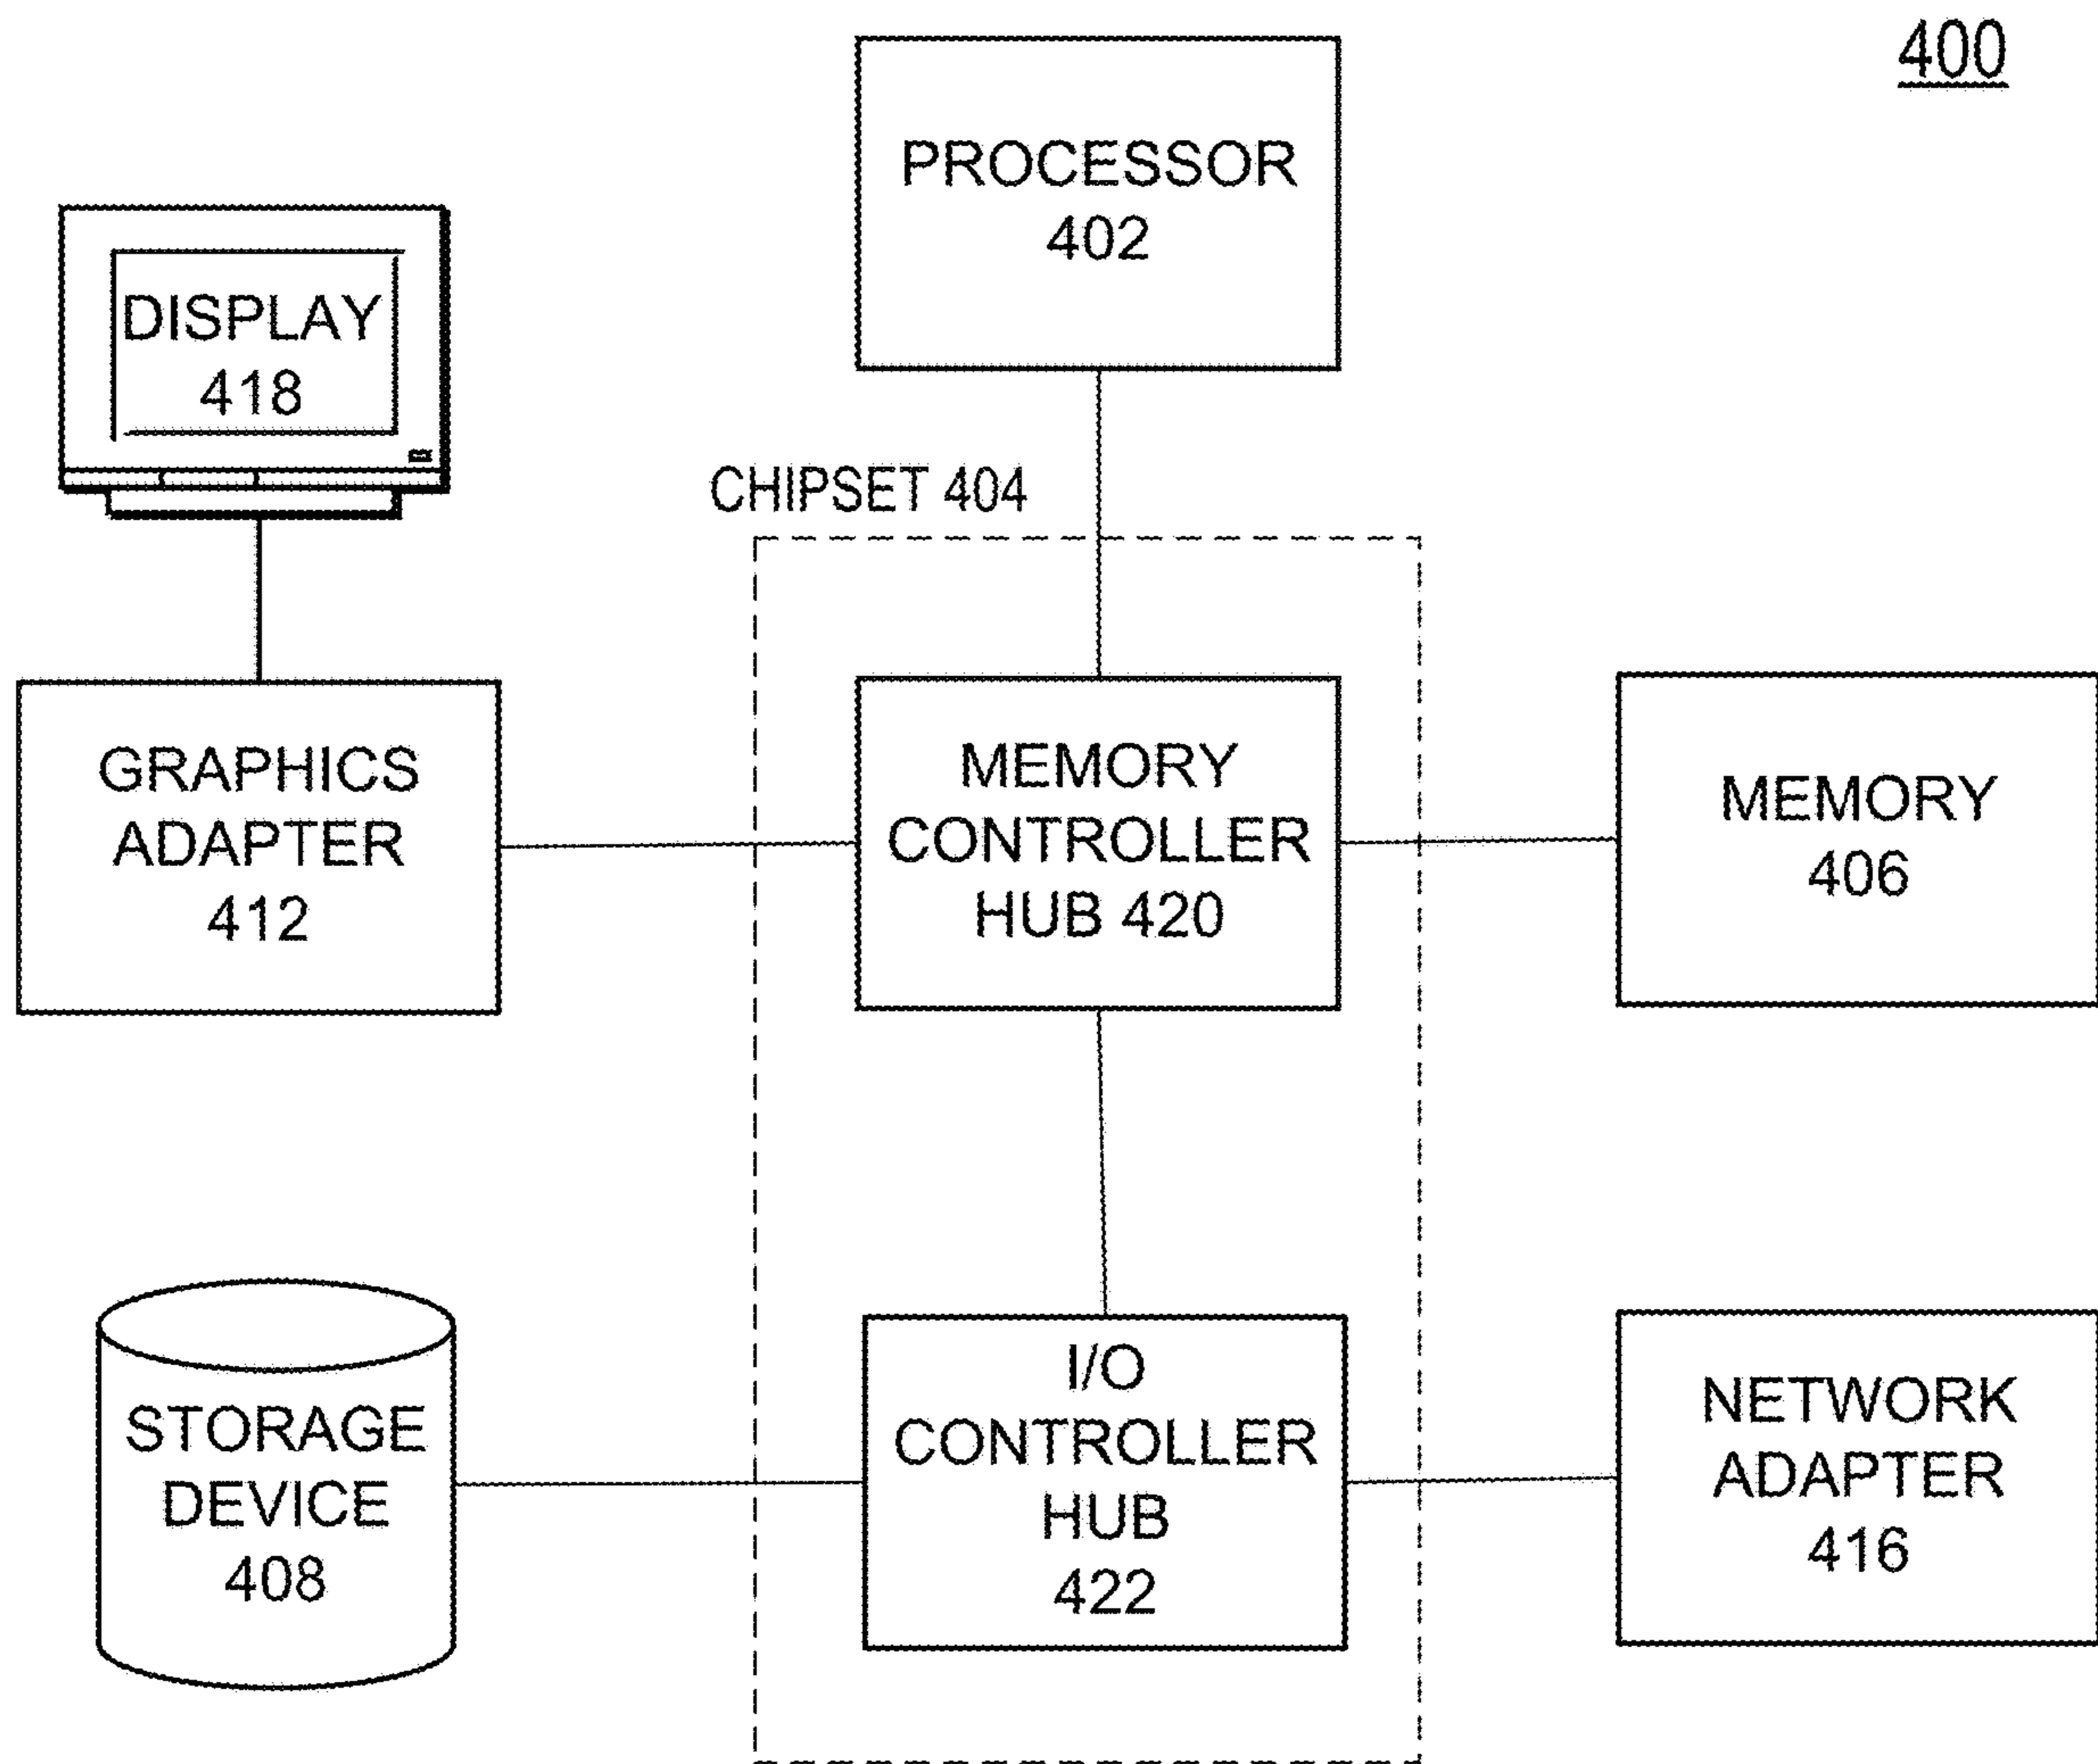 400
PROCESSOR
402
DISPLAY
418
CHIPSET 404
GRAPHICS
ADAPTER
412
MEMORY
CONTROLLER
HUB 420
MEMORY
406
STORAGE
DEVICE
408
I/O
CONTROLLER
HUB
422
NETWORK
ADAPTER
416